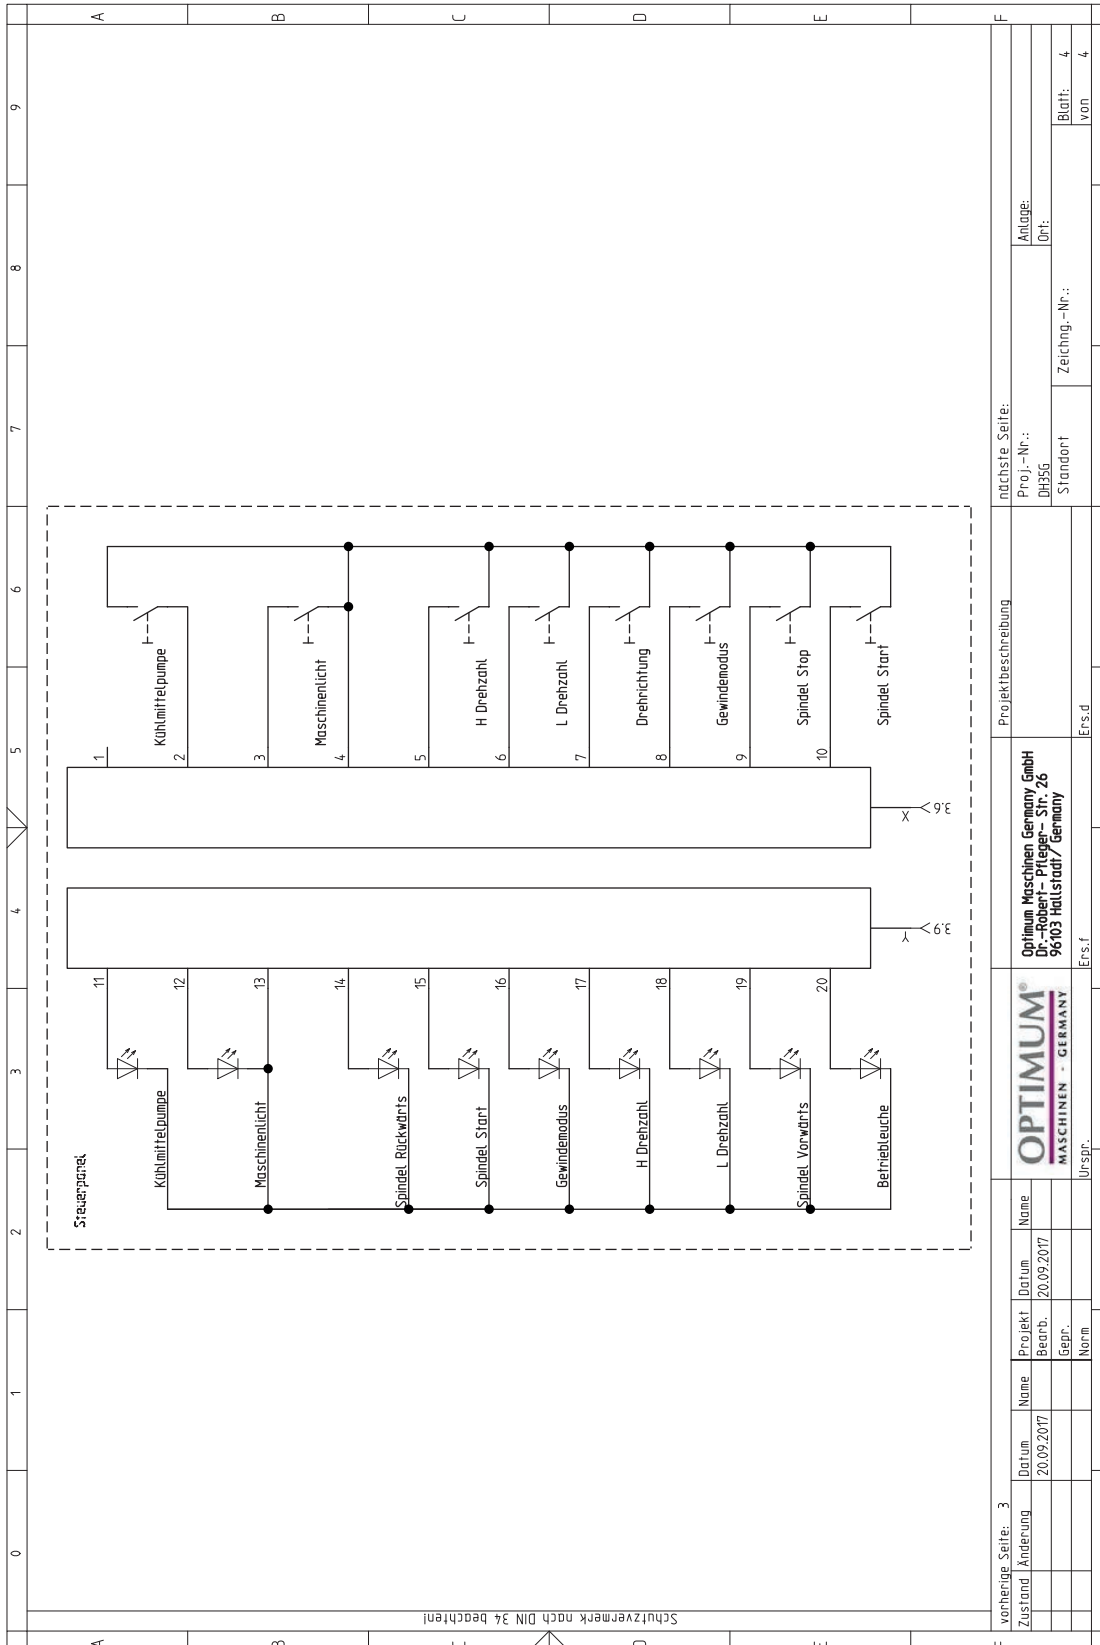 0 1 2 3 4 5 6 7 8 9
A
B
C
D
E
F
Schutzvermerk nach DIN 34 beachten!
Steuerpanel
Kühlmittelpumpe
Maschinenlicht
Spindel Rückwärts
Spindel Start
Gewindemodus
H Drehzahl
L Drehzahl
Spindel Vorwärts
Betriebleuche
11
12
13
14
15
16
17
18
19
20
Y
3.9
X
3.6
1
2
3
4
5
6
7
8
9
10
Kühlmittelpumpe
Maschinenlicht
H Drehzahl
L Drehzahl
Drehrichtung
Gewindemodus
Spindel Stop
Spindel Start
vorherige Seite: 3
Zustand Änderung Datum Name
20.09.2017
Projekt Datum Name
Bearb. 20.09.2017
Gepr.
Norm
OPTIMUM®
MASCHINEN - GERMANY
Urspr.
Optimum Maschinen Germany GmbH
Dr.-Robert- Pfleger- Str. 26
96103 Hallstadt/ Germany
Ers.f
Ers.d
Projektbeschreibung
nächste Seite:
Proj.-Nr.:
DH35G
Standort
Zeichng.-Nr.:
Anlage:
Ort:
Blatt: 4
von 4